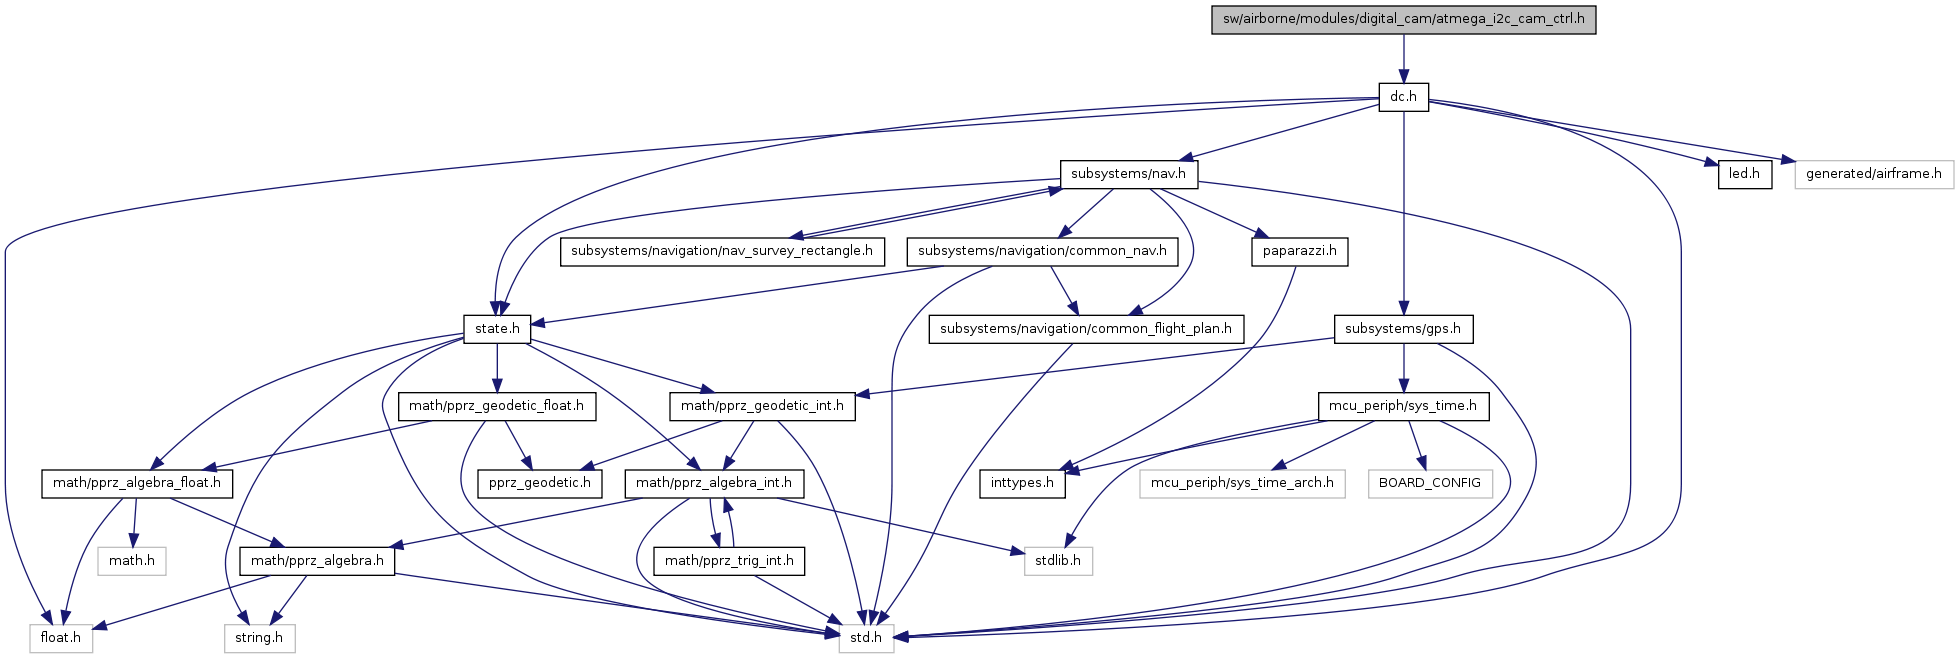 sw/airborne/modules/digital_cam/atmega_i2c_cam_ctrl.h
dc.h
subsystems/nav.h
led.h
generated/airframe.h
subsystems/navigation/nav_survey_rectangle.h
subsystems/navigation/common_nav.h
paparazzi.h
state.h
subsystems/navigation/common_flight_plan.h
subsystems/gps.h
math/pprz_geodetic_float.h
math/pprz_geodetic_int.h
mcu_periph/sys_time.h
math/pprz_algebra_float.h
pprz_geodetic.h
math/pprz_algebra_int.h
inttypes.h
mcu_periph/sys_time_arch.h
BOARD_CONFIG
math.h
math/pprz_algebra.h
math/pprz_trig_int.h
stdlib.h
float.h
string.h
std.h